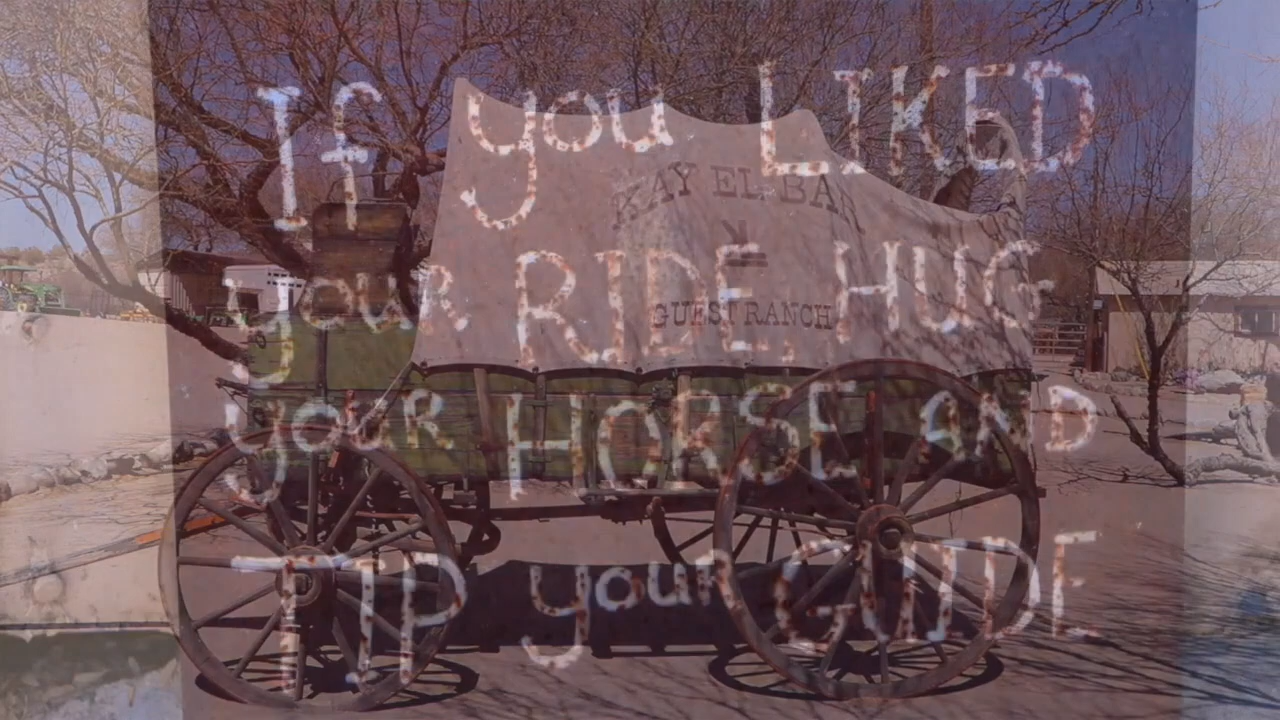 If you LIKED
your RIDE, HUG
your HORSE AND
TIP your GUIDE
KAY EL BAR
GUEST RANCH